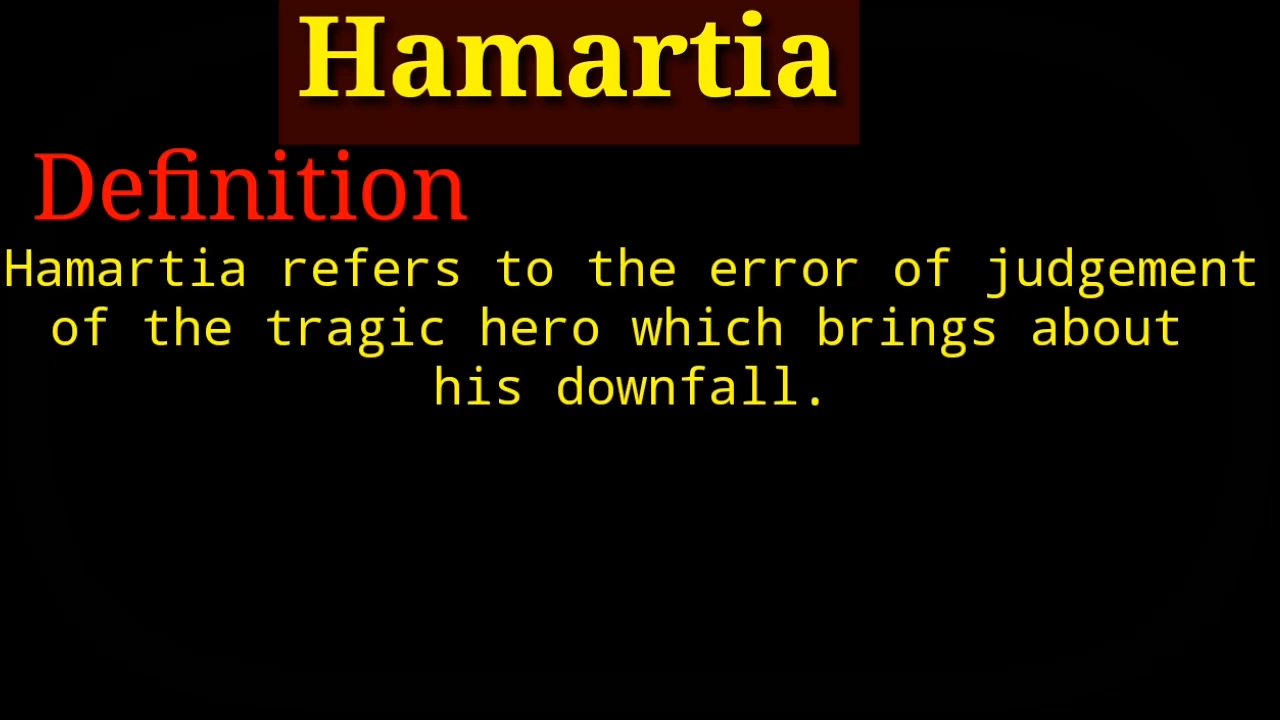 Hamartia
Definition
Hamartia refers to the error of judgement
of the tragic hero which brings about
his downfall.